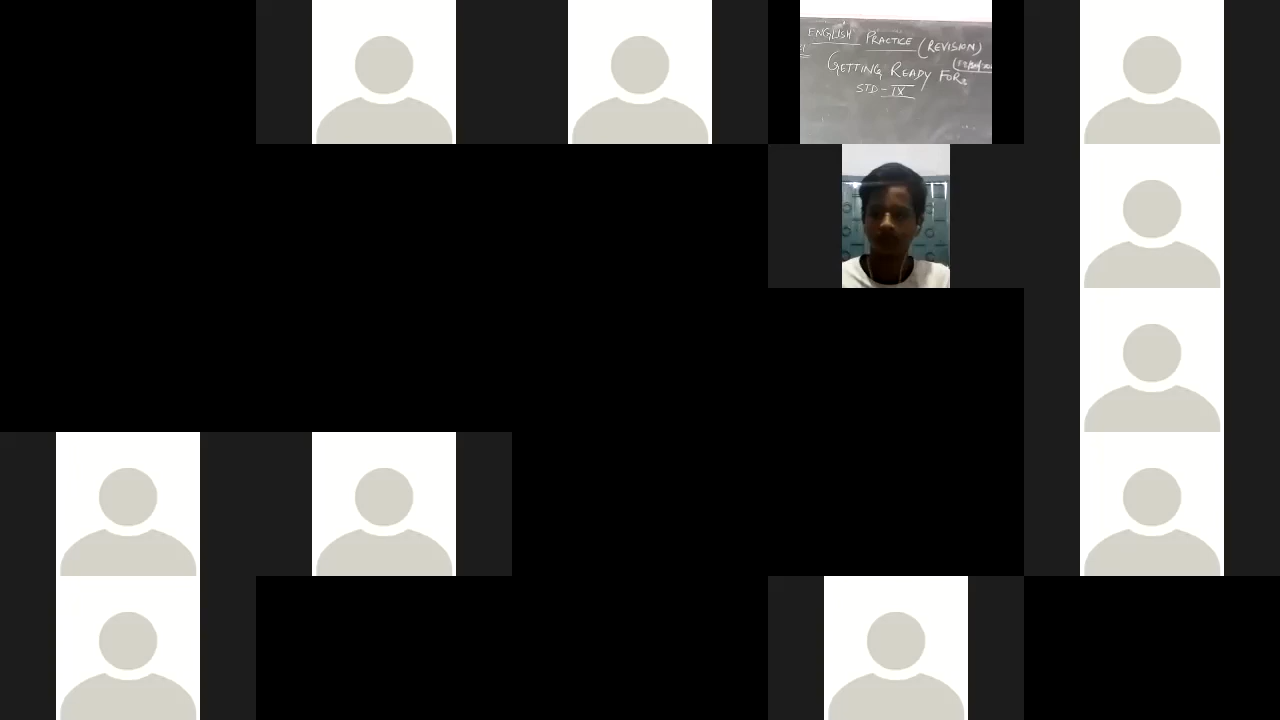 ENGLISH PRACTICE (REVISION)
GETTING READY FOR:
STD - IX